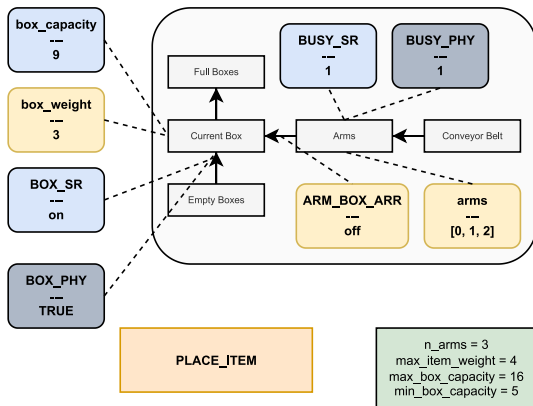 box_capacity
---
9
box_weight
---
3
BOX_SR
---
on
BOX_PHY
---
TRUE
Full Boxes
Current Box
Empty Boxes
BUSY_SR
---
1
BUSY_PHY
---
1
Arms
Conveyor Belt
ARM_BOX_ARR
---
off
arms
---
[0, 1, 2]
PLACE_ITEM
n_arms = 3
max_item_weight = 4
max_box_capacity = 16
min_box_capacity = 5